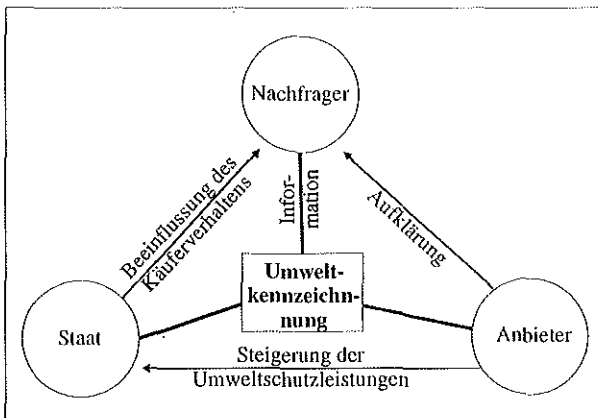 Nachfrager
Beeinflussung des
Käuferverhaltens
Infor-
mation
Aufklärung
Umwelt-
kennzeichn-
nung
Staat
Anbieter
Steigerung der
Umweltschutzleistungen